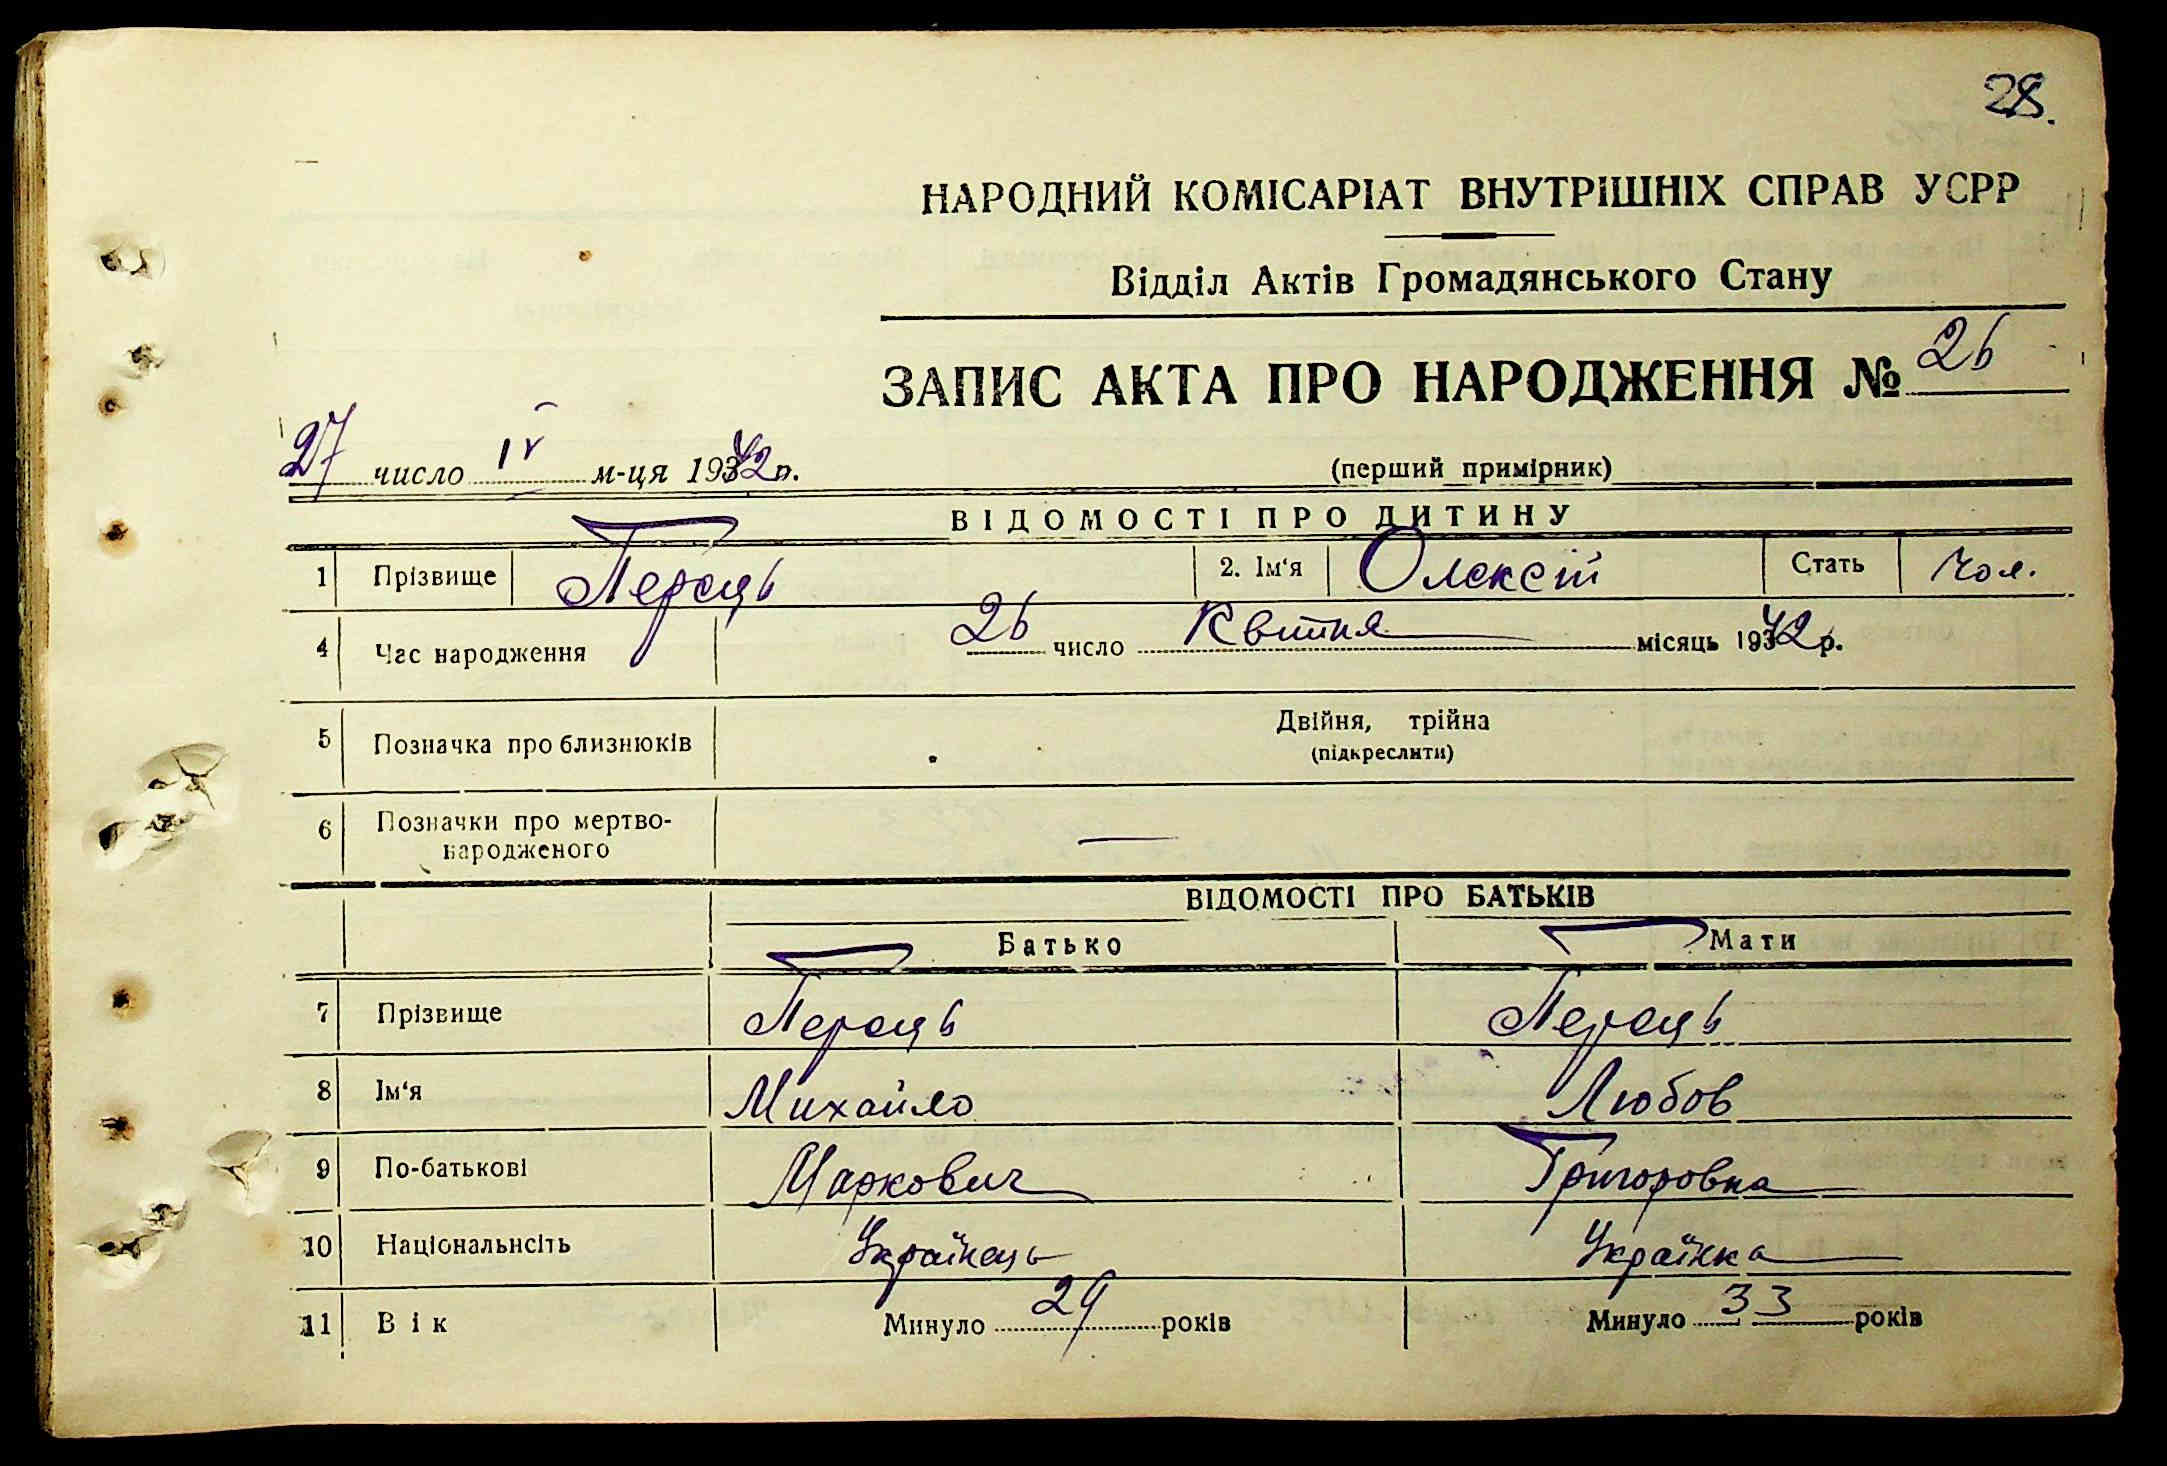 28.
НАРОДНИЙ КОМІСАРІАТ ВНУТРІШНІХ СПРАВ УСРР
Відділ Актів Громадянського Стану
ЗАПИС АКТА ПРО НАРОДЖЕННЯ № 26
27 число IV м-ця 1942 р.
(перший примірник)
ВІДОМОСТІ ПРО ДИТИНУ
1 Прізвище Перець 2. Ім'я Олексій Стать Чол.
4 Час народження 26 число Квітня місяць 1942 р.
5 Позначка про близнюків Двійня, трійна
(підкреслити)
6 Позначки про мертво-
народженого —
ВІДОМОСТІ ПРО БАТЬКІВ
Батько Мати
7 Прізвище Перець Перець
8 Ім'я Михайло Любов
9 По-батькові Маркович Григоровна
10 Національнсіть Українець Українка
11 Вік Минуло 29 років Минуло 33 років